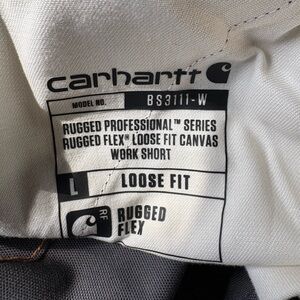 carhartt
MODEL NO. BS3111-W
RUGGED PROFESSIONAL™ SERIES
RUGGED FLEX® LOOSE FIT CANVAS
WORK SHORT
L LOOSE FIT
RF RUGGED
FLEX